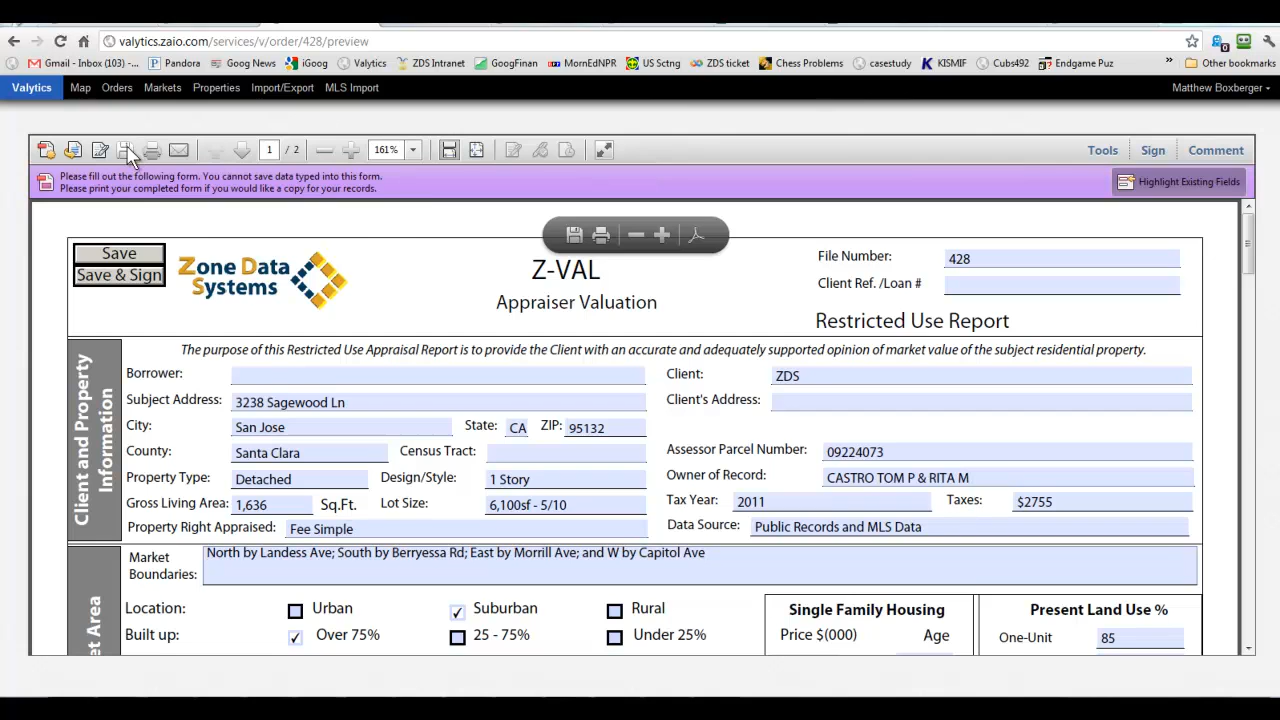 valytics.zaio.com/services/v/order/428/preview
Gmail - Inbox (103) -... Pandora Goog News iGoog Valytics ZDS Intranet GoogFinan MornEdNPR US Sctng ZDS ticket Chess Problems casestudy KISMIF Cubs492 Endgame Puz » Other bookmarks
Valytics Map Orders Markets Properties Import/Export MLS Import Matthew Boxberger
1 / 2 161% Tools Sign Comment
Please fill out the following form. You cannot save data typed into this form.
Please print your completed form if you would like a copy for your records.
Highlight Existing Fields
Save
Save & Sign
Zone Data
Systems
Z-VAL
Appraiser Valuation
File Number: 428
Client Ref. /Loan #
Restricted Use Report
Client and Property
Information
The purpose of this Restricted Use Appraisal Report is to provide the Client with an accurate and adequately supported opinion of market value of the subject residential property.
Borrower: Client: ZDS
Subject Address: 3238 Sagewood Ln Client's Address:
City: San Jose State: CA ZIP: 95132
County: Santa Clara Census Tract: Assessor Parcel Number: 09224073
Property Type: Detached Design/Style: 1 Story Owner of Record: CASTRO TOM P & RITA M
Gross Living Area: 1,636 Sq.Ft. Lot Size: 6,100sf - 5/10 Tax Year: 2011 Taxes: $2755
Property Right Appraised: Fee Simple Data Source: Public Records and MLS Data
Market
Boundaries:
North by Landess Ave; South by Berryessa Rd; East by Morrill Ave; and W by Capitol Ave
Location: Urban Suburban Rural Single Family Housing Present Land Use %
Built up: Over 75% 25 - 75% Under 25% Price $(000) Age One-Unit 85